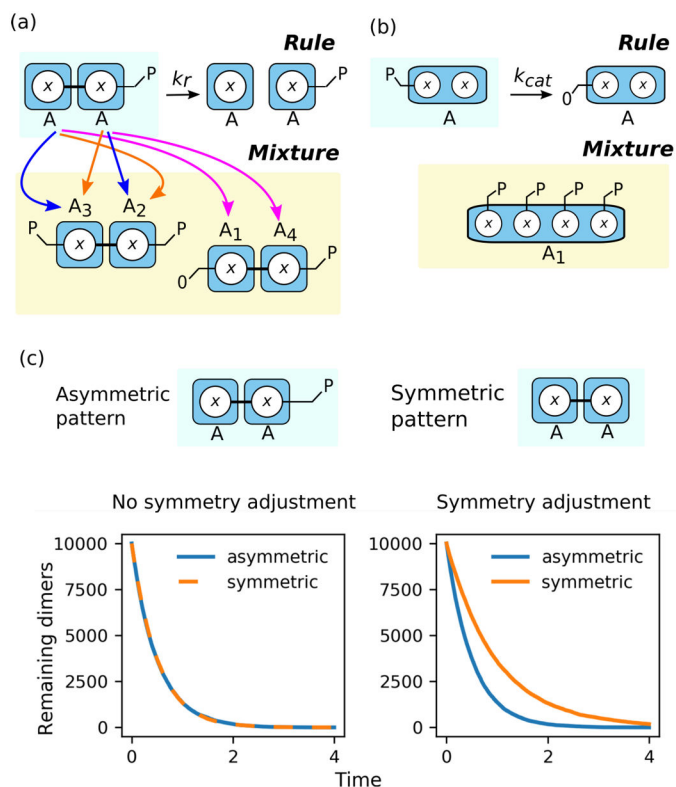 (a)
Rule
x x P
A A
kr
x x P
A A
Mixture
A3 A2
P x x P
A1 A4
0 x x P
(b)
Rule
P x x
A
kcat
0 x x
A
Mixture
P P P P
x x x x
A1
(c)
Asymmetric
pattern
x x P
A A
Symmetric
pattern
x x
A A
No symmetry adjustment
asymmetric
symmetric
Remaining dimers
10000
7500
5000
2500
0
0 2 4
Symmetry adjustment
asymmetric
symmetric
10000
7500
5000
2500
0
0 2 4
Time